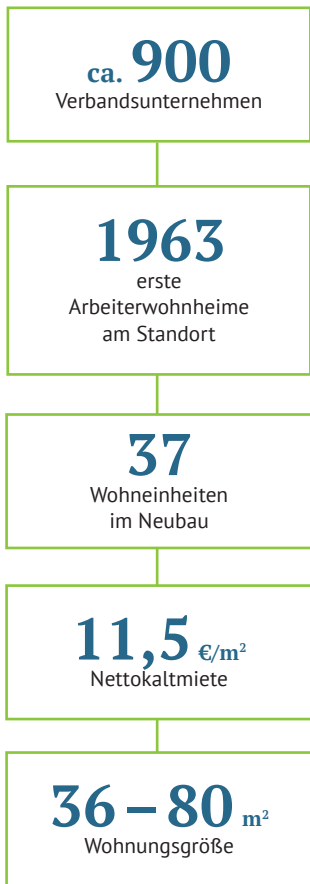 ca. 900
Verbandsunternehmen
1963
erste
Arbeiterwohnheime
am Standort
37
Wohneinheiten
im Neubau
11,5 €/m²
Nettokaltmiete
36 – 80 m²
Wohnungsgröße